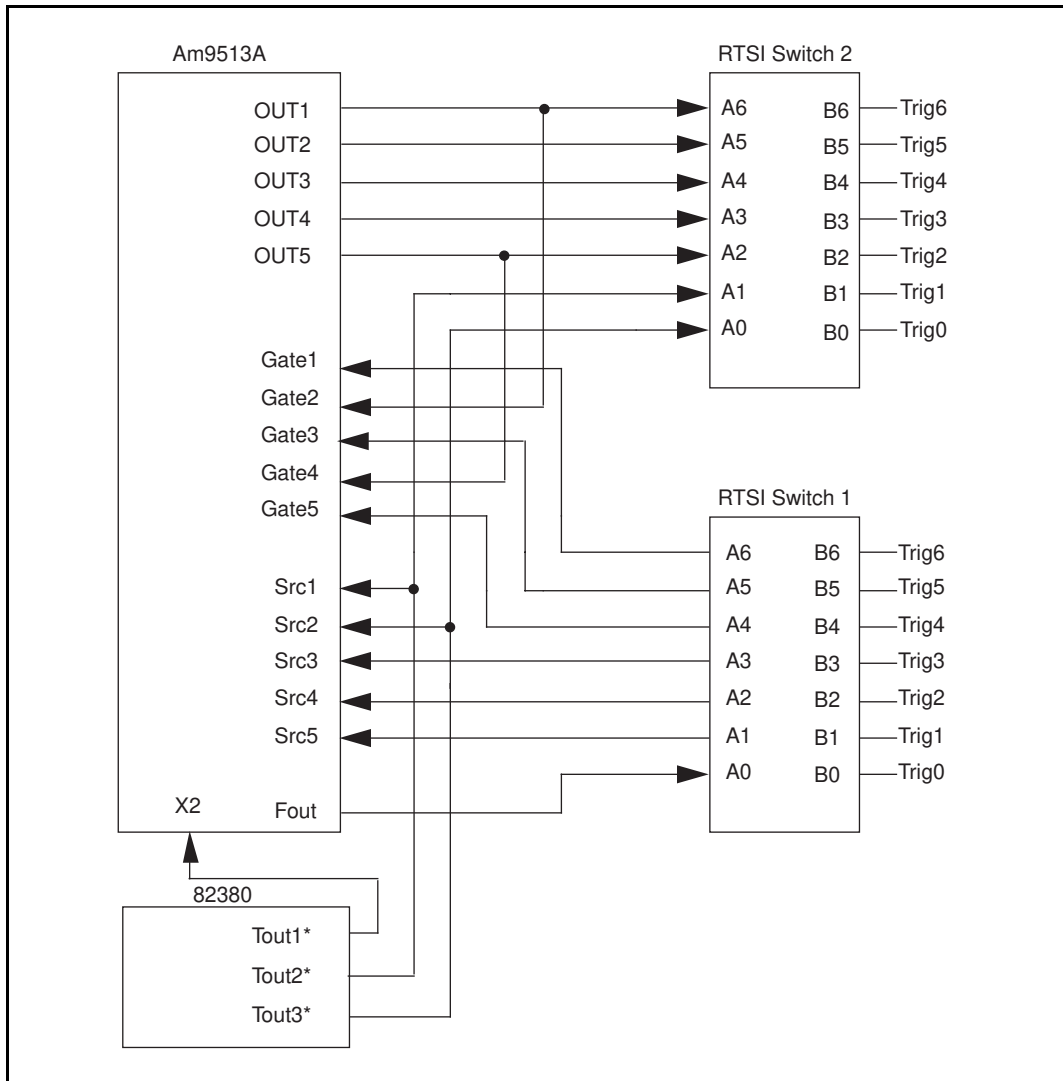 Am9513A
OUT1
OUT2
OUT3
OUT4
OUT5
Gate1
Gate2
Gate3
Gate4
Gate5
Src1
Src2
Src3
Src4
Src5
X2 Fout
82380
Tout1*
Tout2*
Tout3*
RTSI Switch 2
A6 B6 Trig6
A5 B5 Trig5
A4 B4 Trig4
A3 B3 Trig3
A2 B2 Trig2
A1 B1 Trig1
A0 B0 Trig0
RTSI Switch 1
A6 B6 Trig6
A5 B5 Trig5
A4 B4 Trig4
A3 B3 Trig3
A2 B2 Trig2
A1 B1 Trig1
A0 B0 Trig0